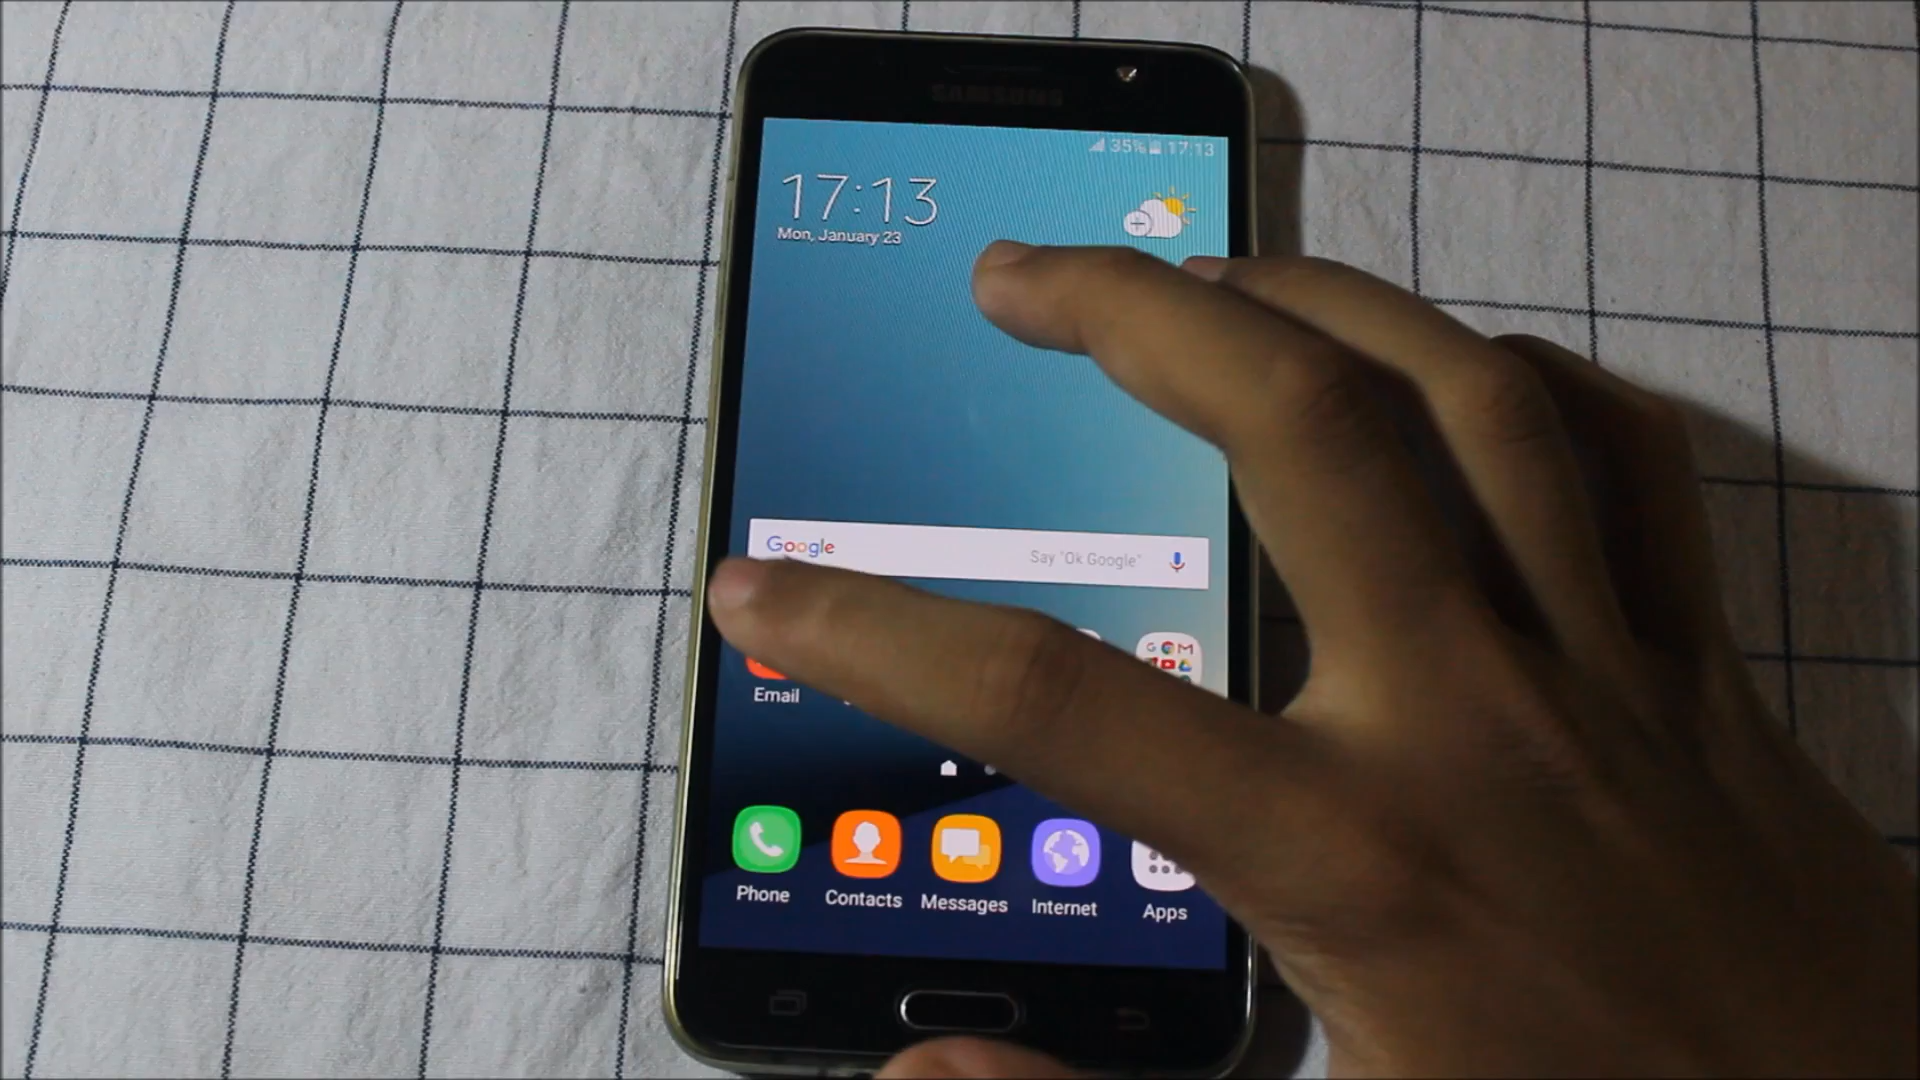 SAMSUNG
35% 17:13
17:13
Mon, January 23
Google Say "Ok Google"
Email
Phone Contacts Messages Internet Apps